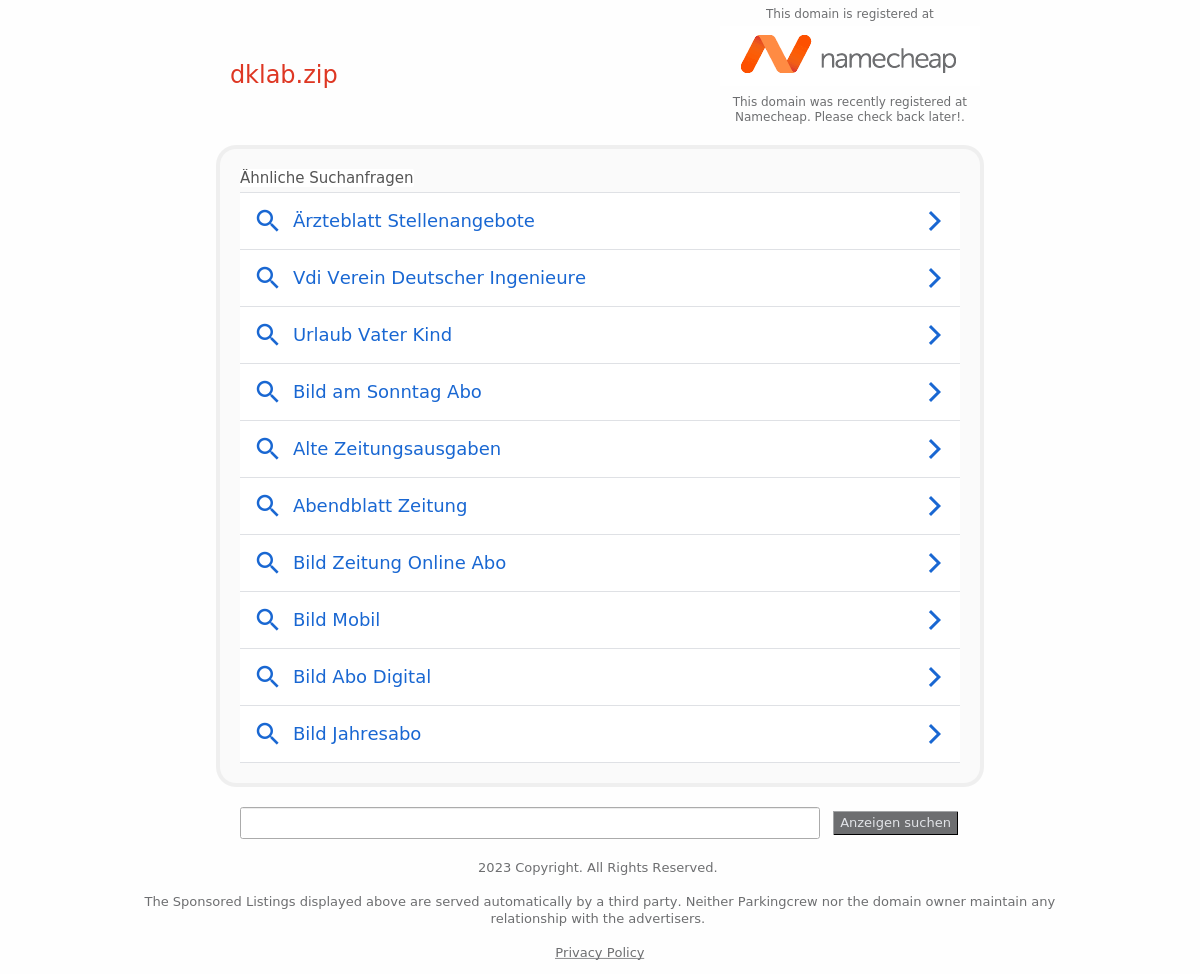 This domain is registered at
namecheap
dklab.zip
This domain was recently registered at
Namecheap. Please check back later!.
Ähnliche Suchanfragen
Ärzteblatt Stellenangebote
Vdi Verein Deutscher Ingenieure
Urlaub Vater Kind
Bild am Sonntag Abo
Alte Zeitungsausgaben
Abendblatt Zeitung
Bild Zeitung Online Abo
Bild Mobil
Bild Abo Digital
Bild Jahresabo
Anzeigen suchen
2023 Copyright. All Rights Reserved.
The Sponsored Listings displayed above are served automatically by a third party. Neither Parkingcrew nor the domain owner maintain any
relationship with the advertisers.
Privacy Policy